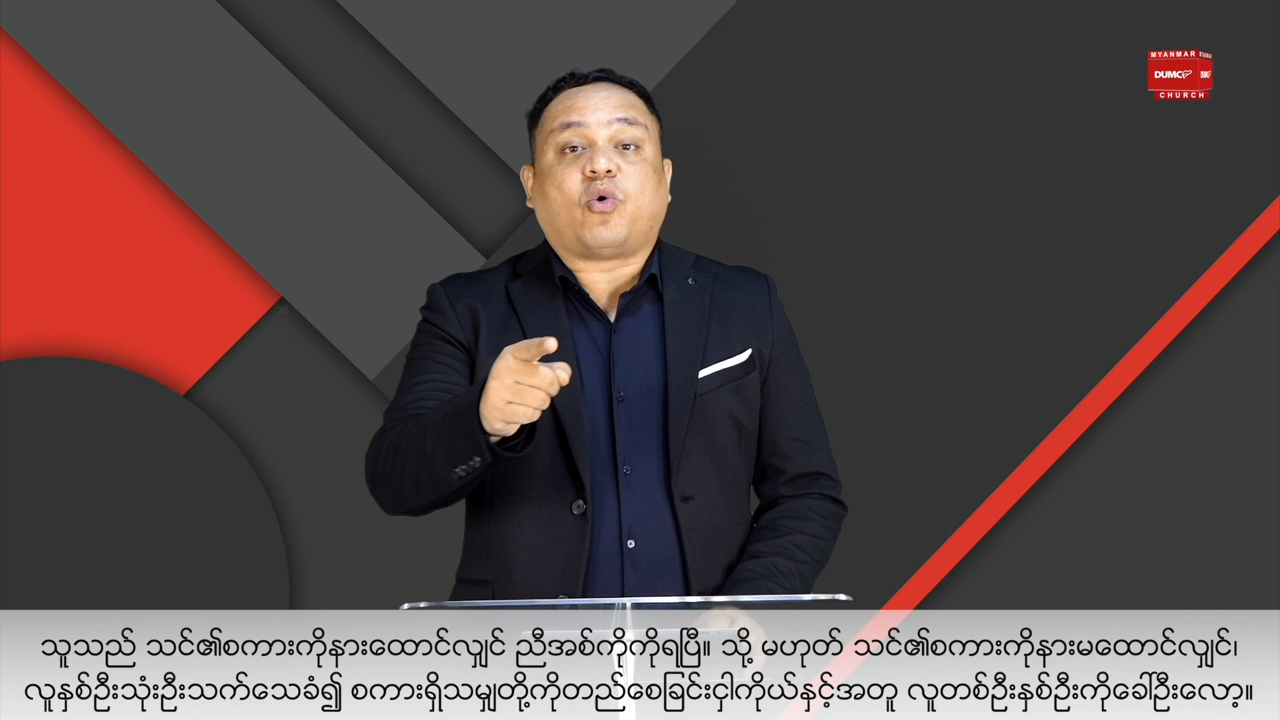 MYANMAR
DUMC
CHURCH
သူသည် သင်၏စကားကိုနားထောင်လျှင် ညီအစ်ကိုကိုရပြီ။ သို့ မဟုတ် သင်၏စကားကိုနားမထောင်လျှင်၊
လူနှစ်ဦးသုံးဦးသက်သေခံ၍ စကားရှိသမျှတို့ကိုတည်စေခြင်းငှါကိုယ်နှင့်အတူ လူတစ်ဦးနှစ်ဦးကိုခေါ်ဦးလော့။